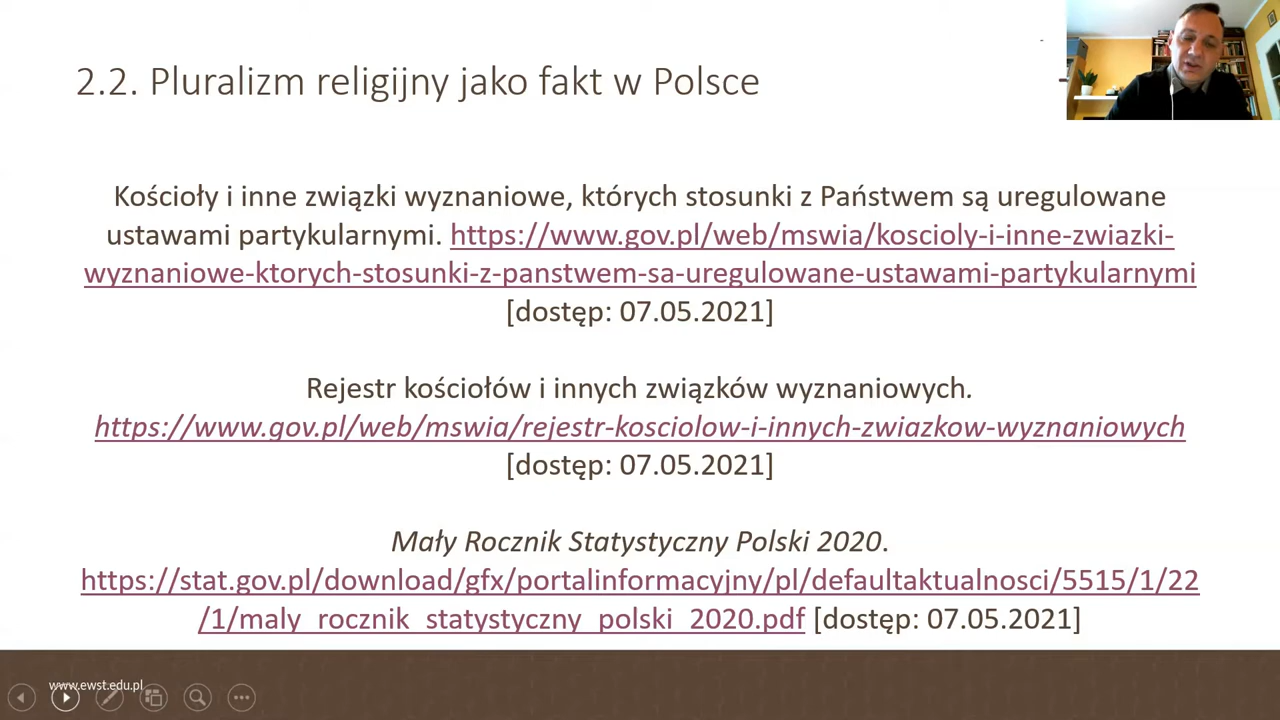 2.2. Pluralizm religijny jako fakt w Polsce
Kościoły i inne związki wyznaniowe, których stosunki z Państwem są uregulowane
ustawami partykularnymi. https://www.gov.pl/web/mswia/koscioly-i-inne-zwiazki-
wyznaniowe-ktorych-stosunki-z-panstwem-sa-uregulowane-ustawami-partykularnymi
[dostęp: 07.05.2021]
Rejestr kościołów i innych związków wyznaniowych.
https://www.gov.pl/web/mswia/rejestr-kosciolow-i-innych-zwiazkow-wyznaniowych
[dostęp: 07.05.2021]
Mały Rocznik Statystyczny Polski 2020.
https://stat.gov.pl/download/gfx/portalinformacyjny/pl/defaultaktualnosci/5515/1/22
/1/maly_rocznik_statystyczny_polski_2020.pdf [dostęp: 07.05.2021]
www.ewst.edu.pl